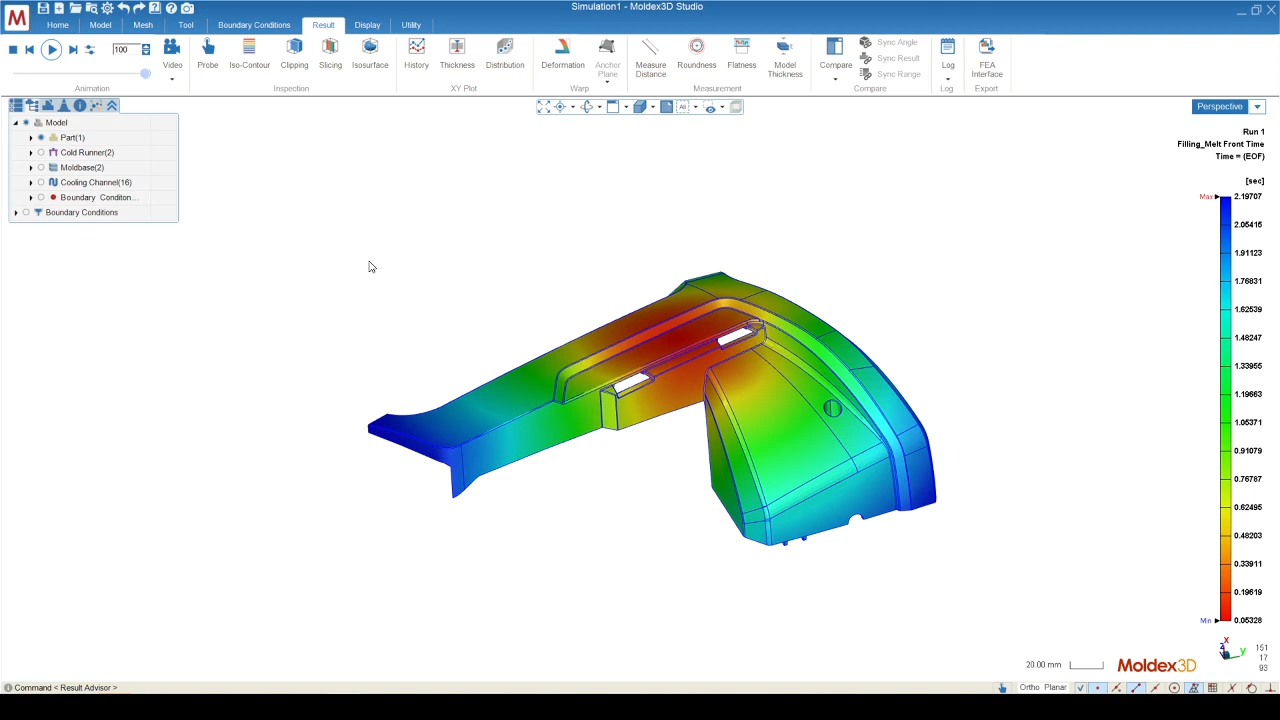 Simulation1 - Moldex3D Studio
M
Home Model Mesh Tool Boundary Conditions Result Display Utility
100
Video Probe Iso-Contour Clipping Slicing Isosurface History Thickness Distribution Deformation Anchor Plane Measure Distance Roundness Flatness Model Thickness Compare Sync Angle Sync Result Sync Range Log FEA Interface
Animation Inspection XY Plot Warp Measurement Compare Log Export
Perspective
Model
Part(1)
Cold Runner(2)
Moldbase(2)
Cooling Channel(16)
Boundary Conditon...
Boundary Conditions
Run 1
Filling_Melt Front Time
Time = (EOF)
[sec]
Max 2.19707
2.05415
1.91123
1.76831
1.62539
1.48247
1.33955
1.19663
1.05371
0.91079
0.76787
0.62495
0.48203
0.33911
0.19619
Min 0.05328
X
Z
Y
151
17
93
20.00 mm
Moldex3D
Command < Result Advisor >
Ortho Planar